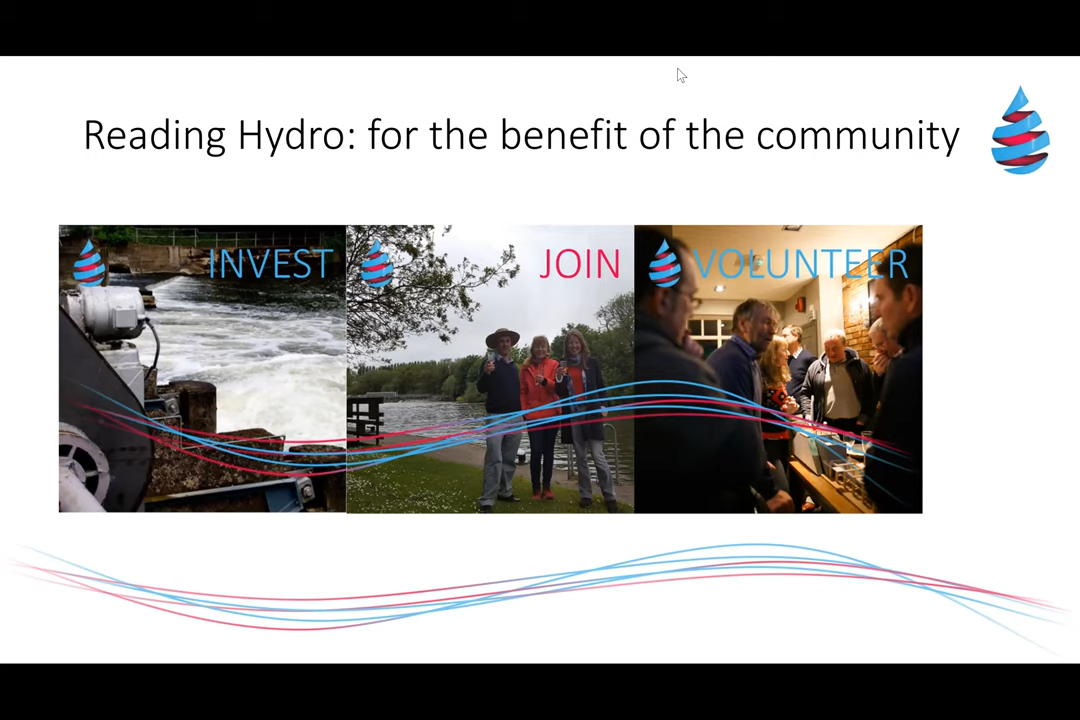 Reading Hydro: for the benefit of the community
INVEST
JOIN
VOLUNTEER